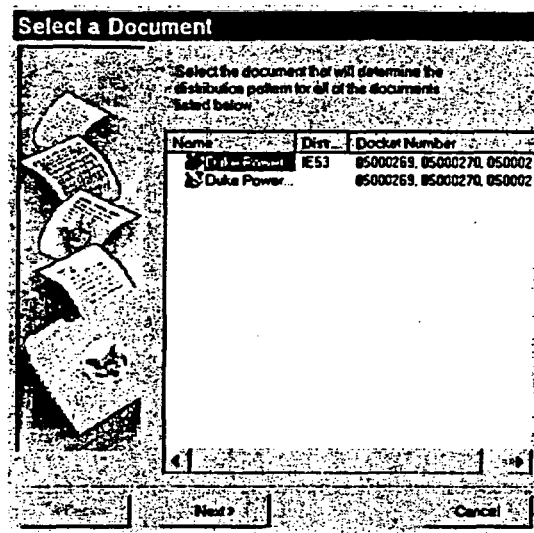 Select a Document
Select the document that will determine the
distribution pattern for all of the documents
listed below.
Name Dist... Docket Number
Duke Power... IE53 05000269, 05000270, 050002
Duke Power... 05000269, 05000270, 050002
Next >
Cancel